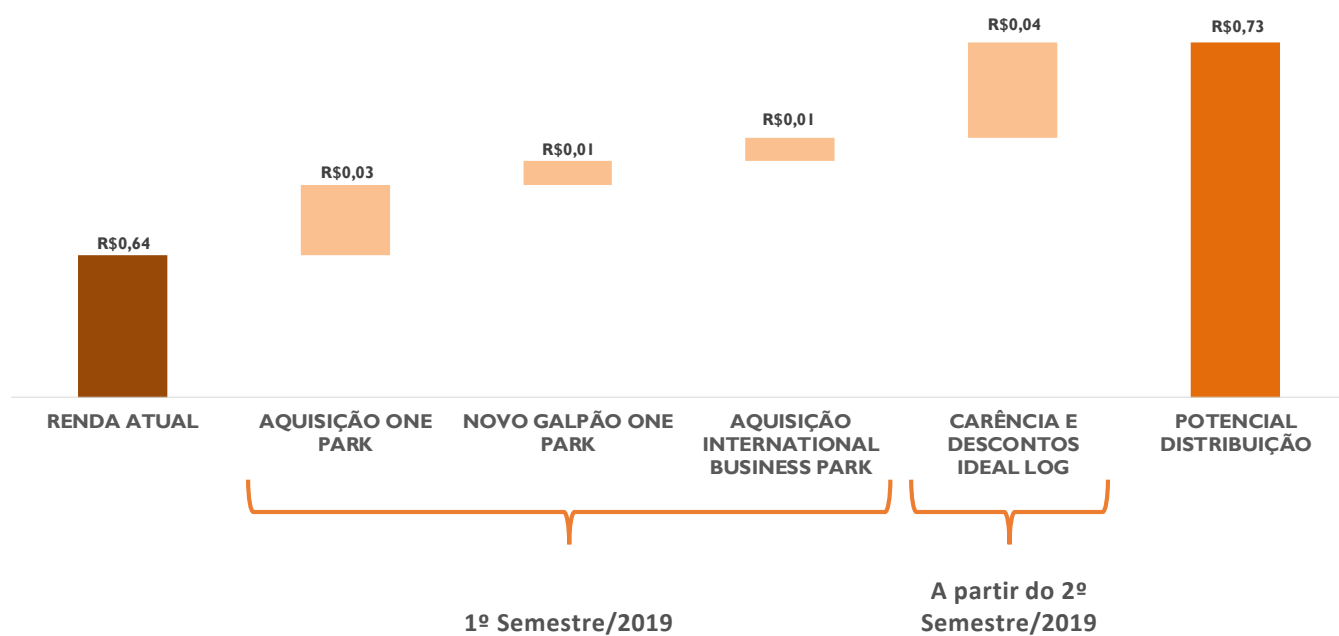 R$0,64
R$0,03
R$0,01
R$0,01
R$0,04
R$0,73
RENDA ATUAL
AQUISIÇÃO ONE
PARK
NOVO GALPÃO ONE
PARK
AQUISIÇÃO
INTERNATIONAL
BUSINESS PARK
CARÊNCIA E
DESCONTOS
IDEAL LOG
POTENCIAL
DISTRIBUIÇÃO
1º Semestre/2019
A partir do 2º
Semestre/2019